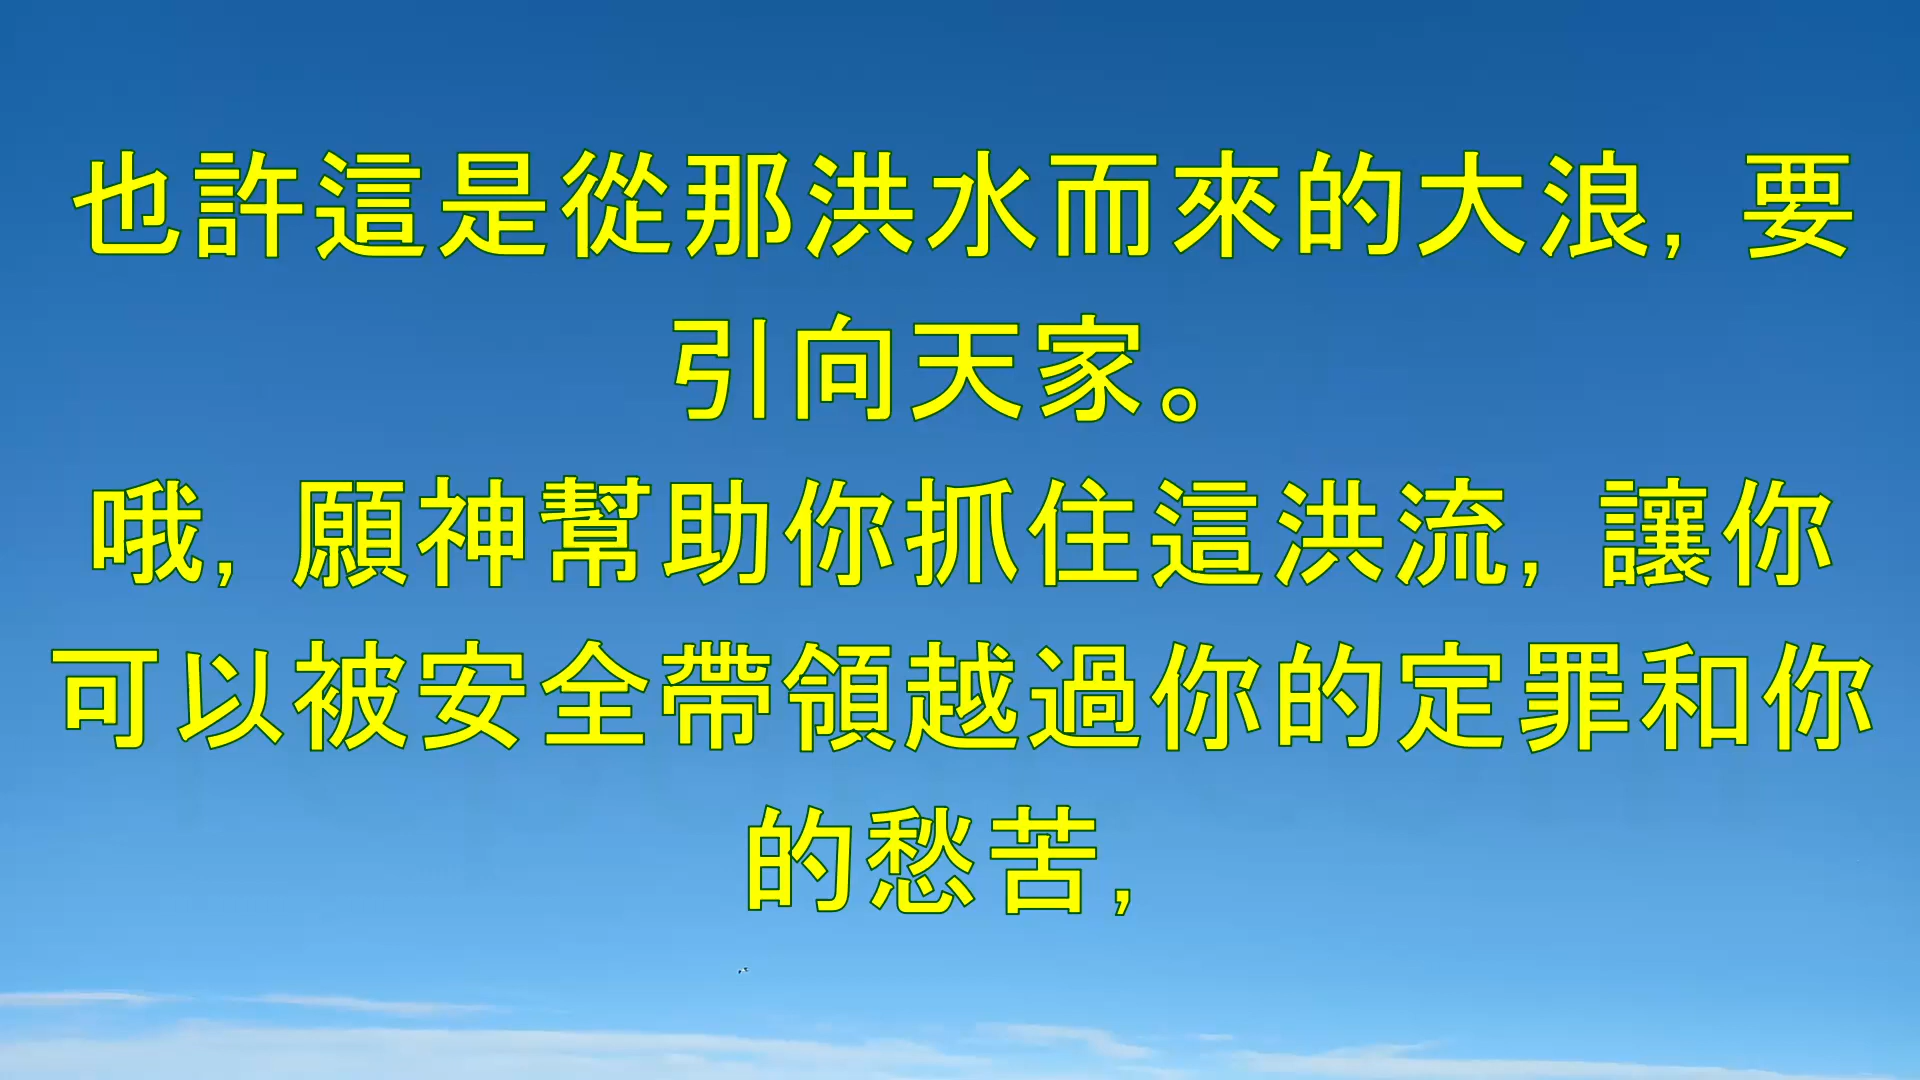 也許這是從那洪水而來的大浪, 要
引向天家。
哦, 願神幫助你抓住這洪流, 讓你
可以被安全帶領越過你的定罪和你
的愁苦,